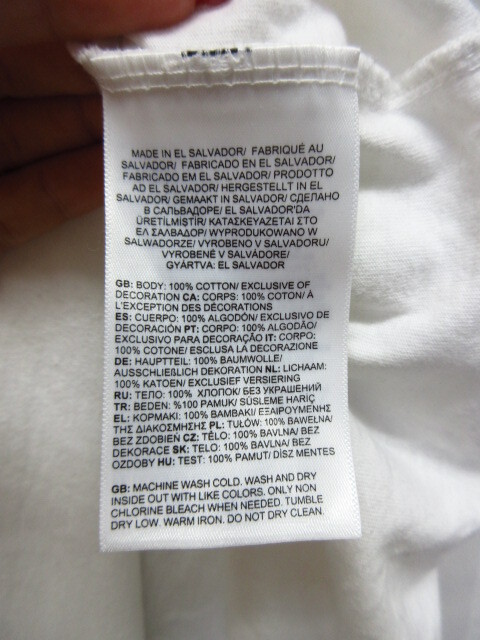 MADE IN EL SALVADOR/ FABRIQUÉ AU
SALVADOR/ FABRICADO EN EL SALVADOR/
FABRICADO EM EL SALVADOR/ PRODOTTO
AD EL SALVADOR/ HERGESTELLT IN EL
SALVADOR/ GEMAAKT IN SALVADOR/ СДЕЛАНО
В САЛЬВАДОРЕ/ EL SALVADOR'DA
ÜRETILMIŞTIR/ ΚΑΤΑΣΚΕΥΑΖΕΤΑΙ ΣΤΟ
ΕΛ ΣΑΛΒΑΔΟΡ/ WYPRODUKOWANO W
SALWADORZE/ VYROBENO V SALVADORU/
VYROBENÉ V SALVÁDORE/
GYÁRTVA: EL SALVADOR
GB: BODY: 100% COTTON/ EXCLUSIVE OF
DECORATION CA: CORPS: 100% COTON/ À
L'EXCEPTION DES DÉCORATIONS
ES: CUERPO: 100% ALGODÓN/ EXCLUSIVO DE
DECORACIÓN PT: CORPO: 100% ALGODÃO/
EXCLUSIVO PARA DECORAÇÃO IT: CORPO:
100% COTONE/ ESCLUSA LA DECORAZIONE
DE: HAUPTTEIL: 100% BAUMWOLLE/
AUSSCHLIEßLICH DEKORATION NL: LICHAAM:
100% KATOEN/ EXCLUSIEF VERSIERING
RU: ТЕЛО: 100% ХЛОПОК/ БЕЗ УКРАШЕНИЙ
TR: BEDEN: %100 PAMUK/ SÜSLEME HARIÇ
EL: ΚΟΡΜΑΚΙ: 100% ΒΑΜΒΑΚΙ/ ΕΞΑΙΡΟΥΜΕΝΗΣ
ΤΗΣ ΔΙΑΚΟΣΜΗΣΗΣ PL: TUŁÓW: 100% BAWEŁNA/
BEZ ZDOBIEŃ CZ: TĚLO: 100% BAVLNA/ BEZ
DEKORACE SK: TELO: 100% BAVLNA/ BEZ
OZDOBY HU: TEST: 100% PAMUT/ DÍSZ MENTES
GB: MACHINE WASH COLD. WASH AND DRY
INSIDE OUT WITH LIKE COLORS. ONLY NON
CHLORINE BLEACH WHEN NEEDED. TUMBLE
DRY LOW. WARM IRON. DO NOT DRY CLEAN.